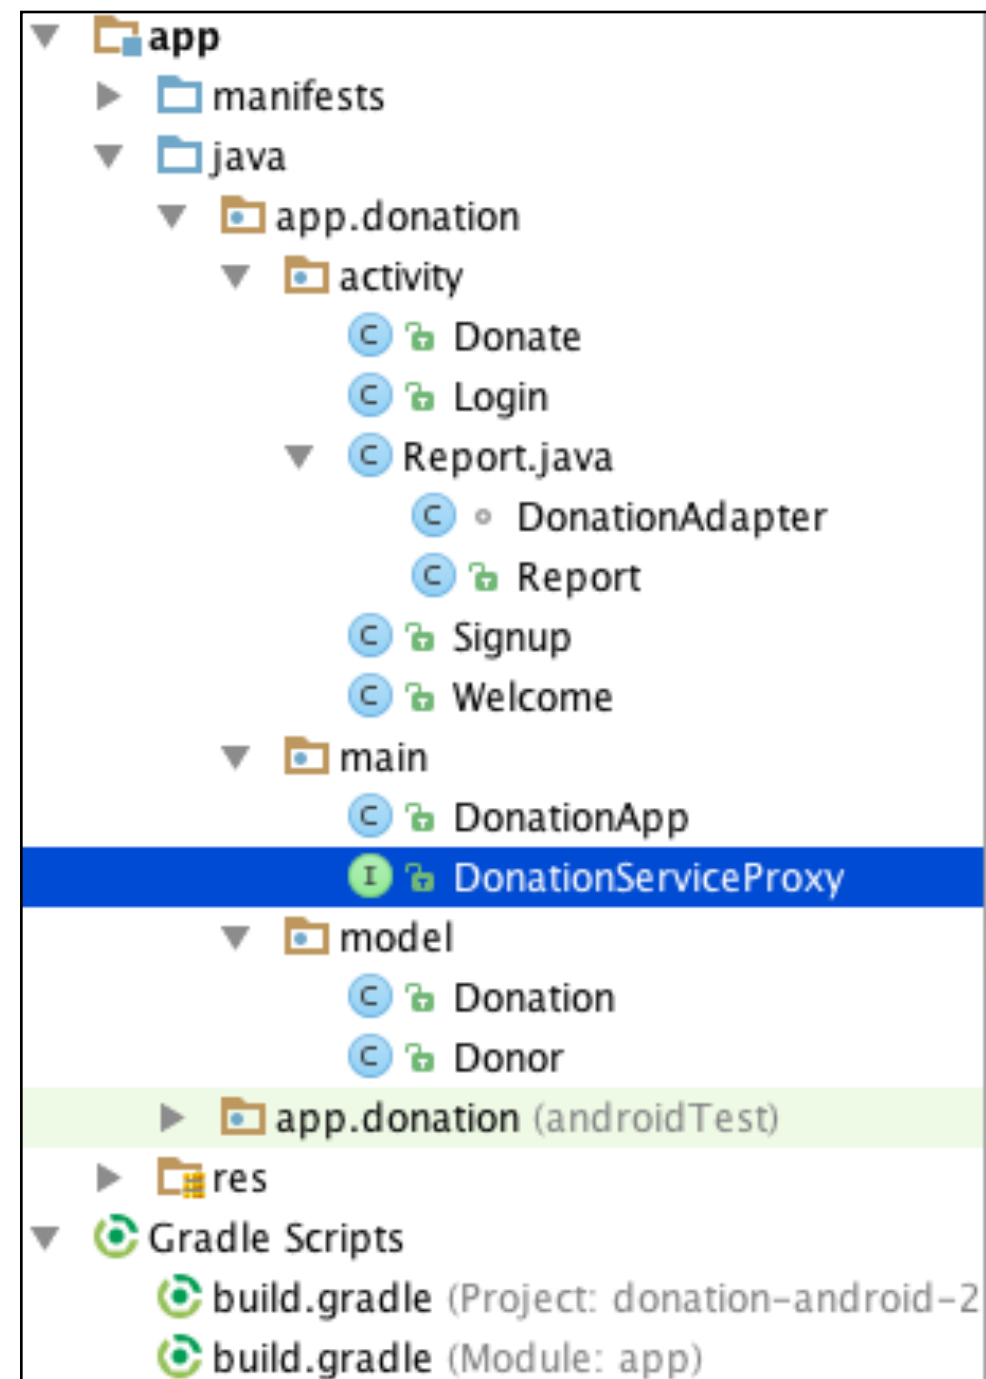 app
manifests
java
app.donation
activity
C Donate
C Login
C Report.java
C DonationAdapter
C Report
C Signup
C Welcome
main
C DonationApp
I DonationServiceProxy
model
C Donation
C Donor
app.donation (androidTest)
res
Gradle Scripts
build.gradle (Project: donation-android-2
build.gradle (Module: app)